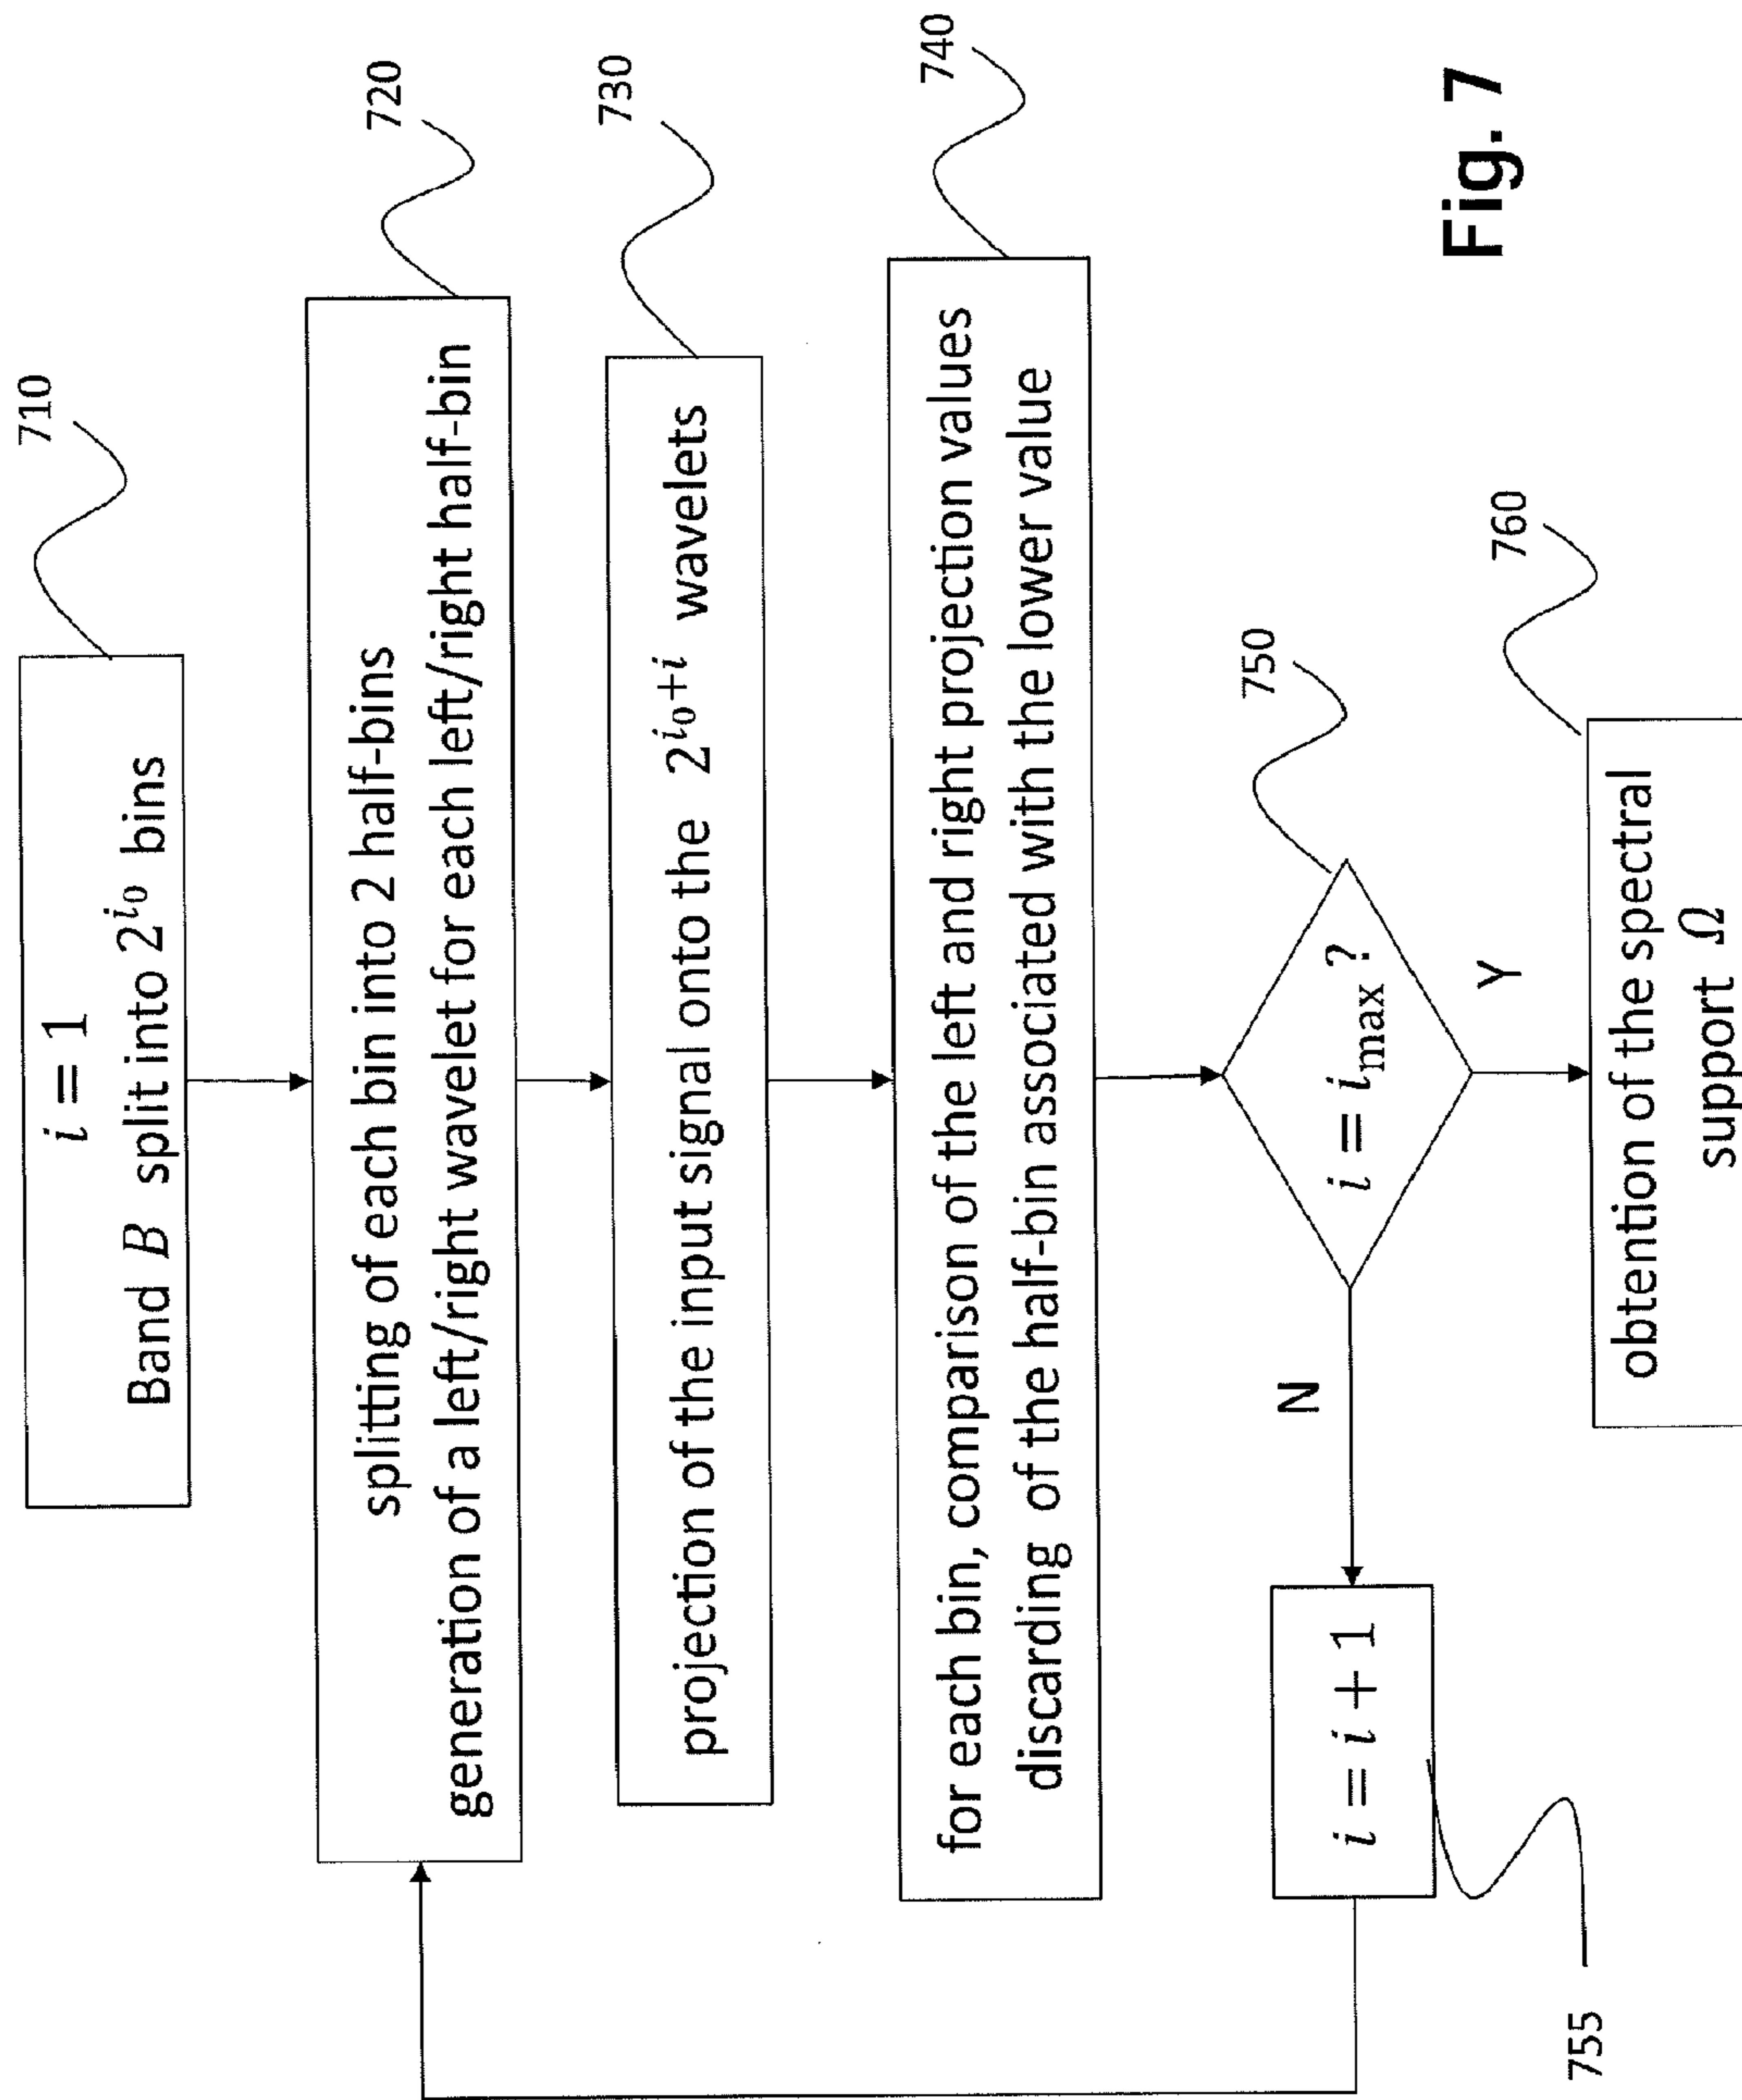 710
i = 1
Band B split into 2^{i_0} bins
720
splitting of each bin into 2 half-bins
generation of a left/right wavelet for each left/right half-bin
730
projection of the input signal onto the 2^{i_0+i} wavelets
740
for each bin, comparison of the left and right projection values
discarding of the half-bin associated with the lower value
750
i = i_{max} ?
N
Y
i = i + 1
755
760
obtention of the spectral
support Ω
Fig. 7